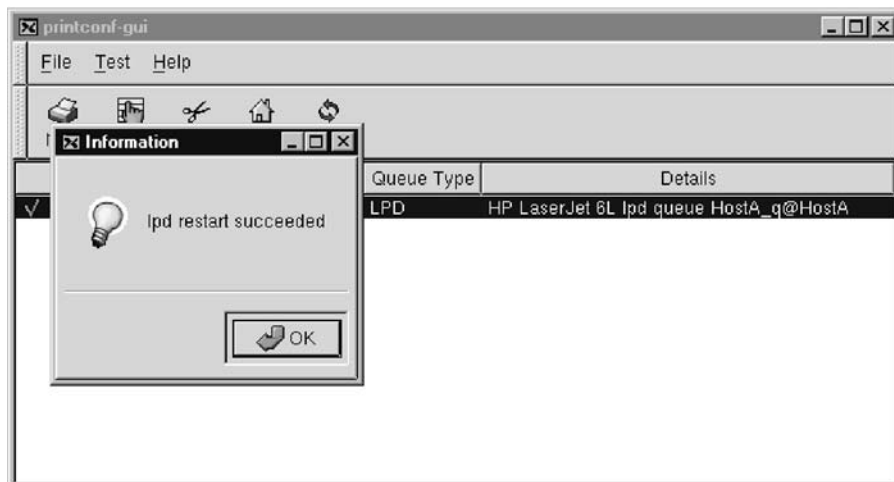 printconf-gui
File Test Help
Information
Queue Type Details
√ LPD HP LaserJet 6L lpd queue HostA_q@HostA
lpd restart succeeded
OK